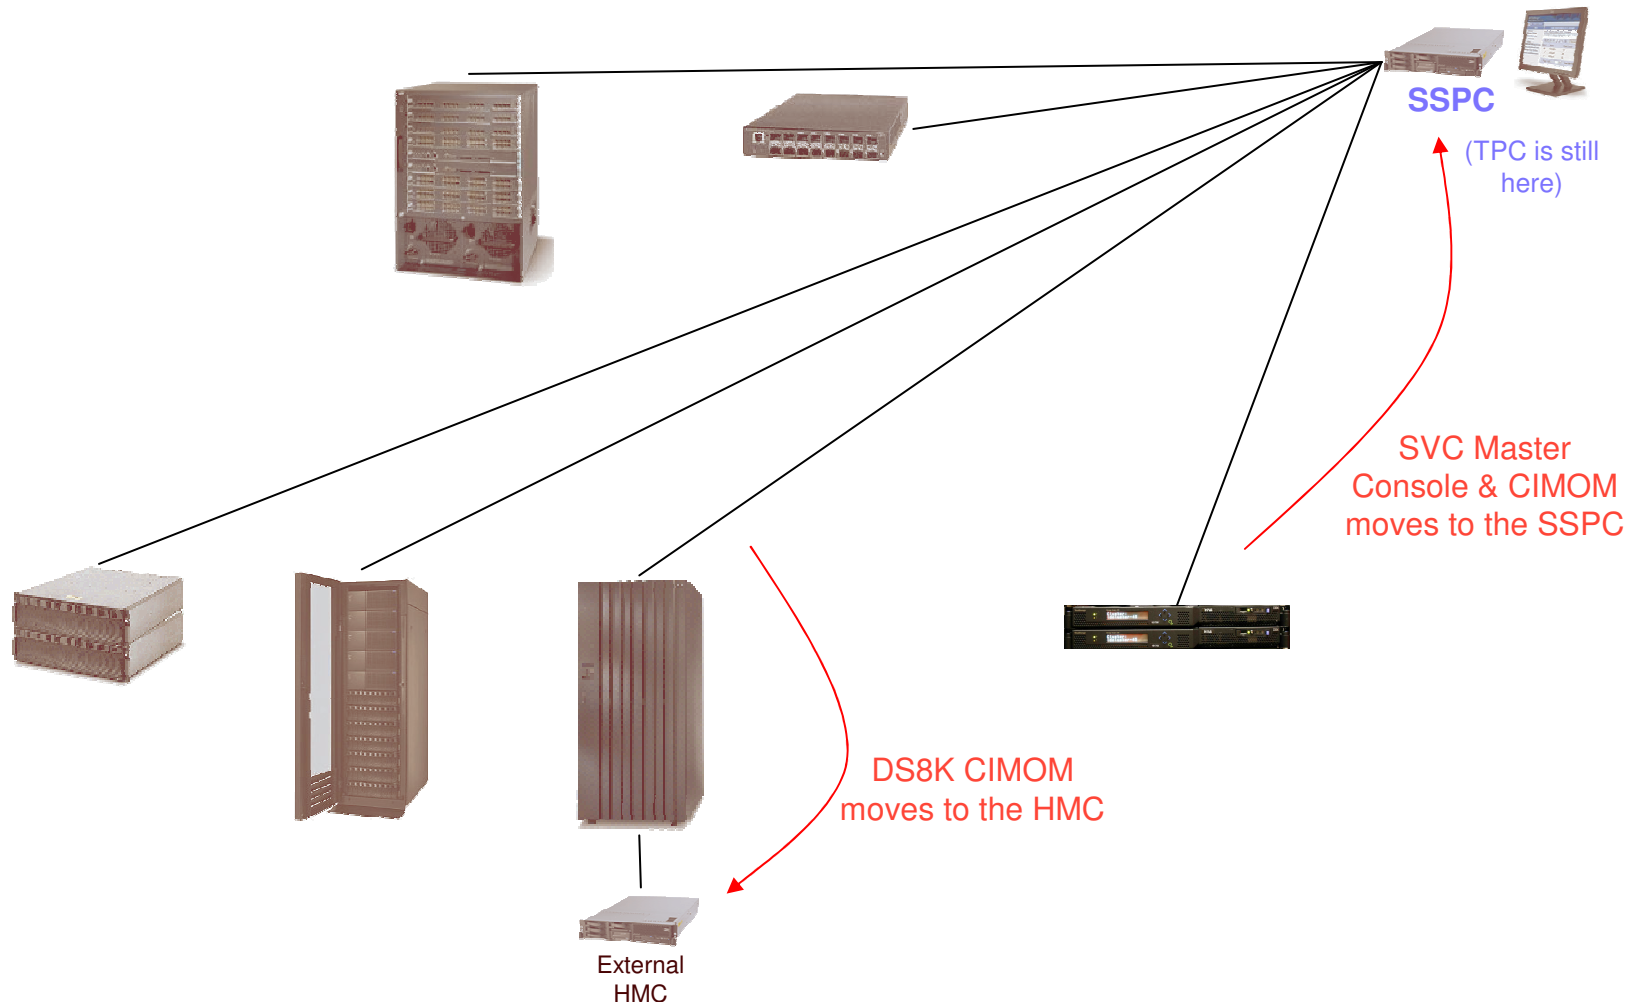 SSPC
(TPC is still
here)
SVC Master
Console & CIMOM
moves to the SSPC
DS8K CIMOM
moves to the HMC
External
HMC